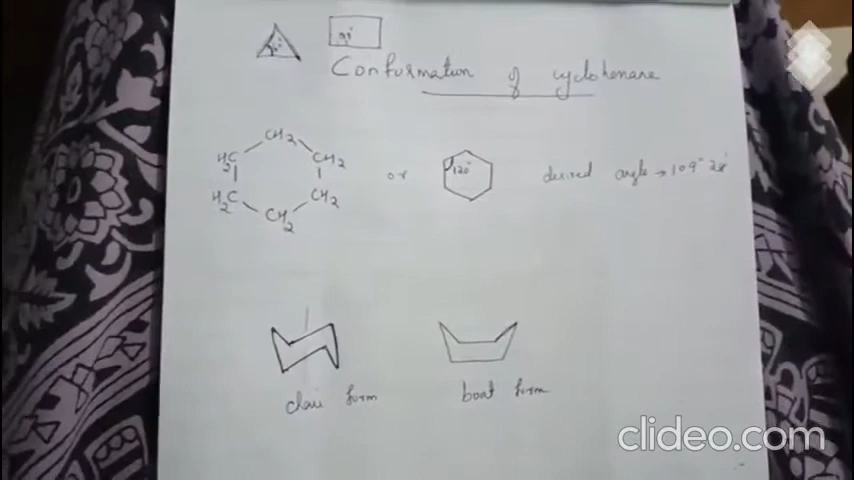 60°
90°
Conformation of cyclohexane
CH2
H2C CH2
or
120°
desired angle → 109° 28'
H2C CH2
CH2
chair form
boat form
clideo.com